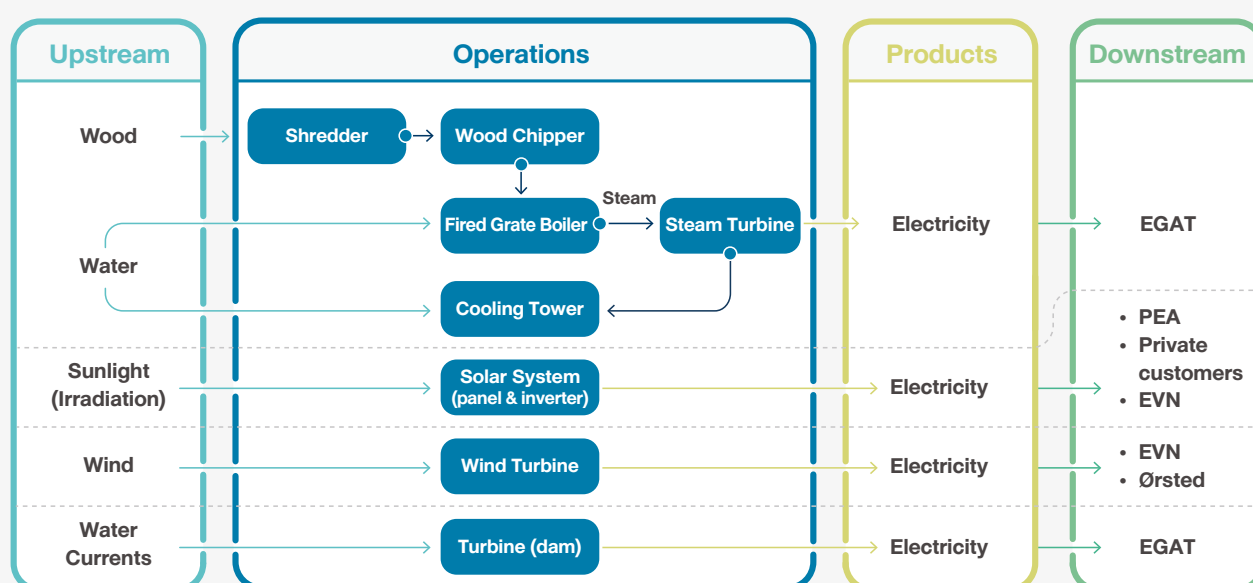 Upstream
Operations
Products
Downstream
Wood
Shredder
Wood Chipper
Steam
Fired Grate Boiler
Steam Turbine
Electricity
EGAT
Water
Cooling Tower
• PEA
• Private
customers
• EVN
Sunlight
(Irradiation)
Solar System
(panel & inverter)
Electricity
Wind
Wind Turbine
Electricity
• EVN
• Ørsted
Water
Currents
Turbine (dam)
Electricity
EGAT